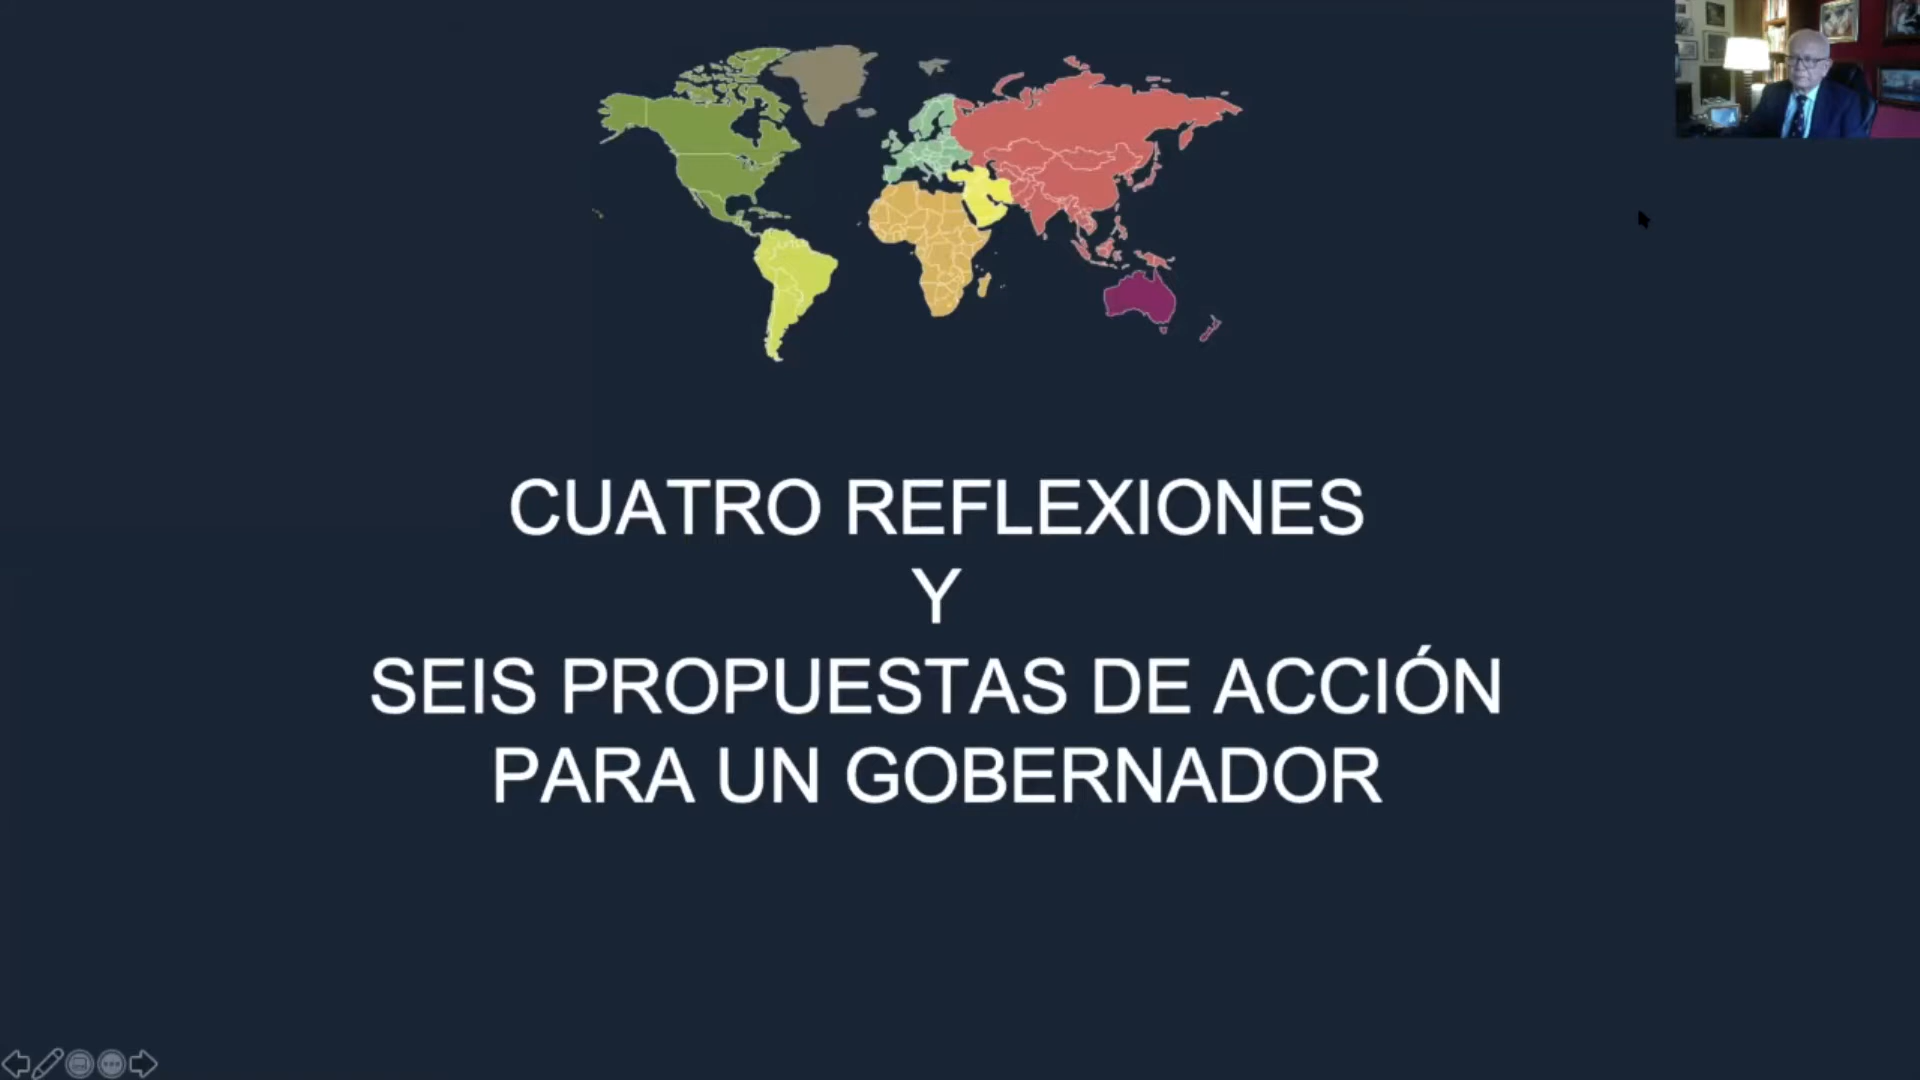 CUATRO REFLEXIONES
Y
SEIS PROPUESTAS DE ACCIÓN
PARA UN GOBERNADOR